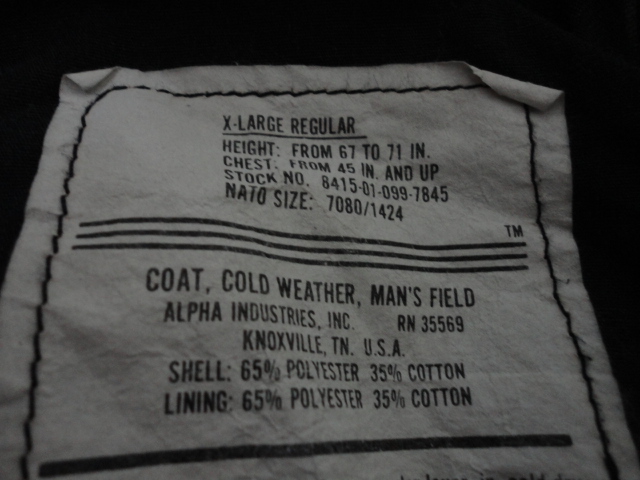 X-LARGE REGULAR
HEIGHT: FROM 67 TO 71 IN.
CHEST: FROM 45 IN. AND UP
STOCK NO. 8415-01-099-7845
NATO SIZE: 7080/1424
TM
COAT, COLD WEATHER, MAN'S FIELD
ALPHA INDUSTRIES, INC. RN 35569
KNOXVILLE, TN. U.S.A.
SHELL: 65% POLYESTER 35% COTTON
LINING: 65% POLYESTER 35% COTTON